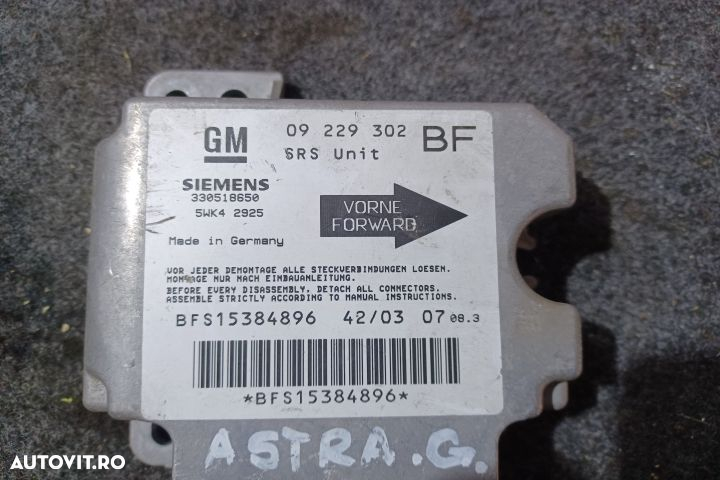 GM 09 229 302 BF
SRS Unit
SIEMENS
330518650
5WK4 2925
VORNE
FORWARD
Made in Germany
VOR JEDER DEMONTAGE ALLE STECKVERBINDUNGEN LOESEN.
MONTAGE NUR NACH EINBAUANLEITUNG.
BEFORE EVERY DISASSEMBLY, DETACH ALL CONNECTORS.
ASSEMBLE STRICTLY ACCORDING TO MANUAL INSTRUCTIONS.
BFS15384896 42/03 07 08.3
*BFS15384896*
ASTRA.G.
AUTOVIT.RO
AUTOVIT.RO